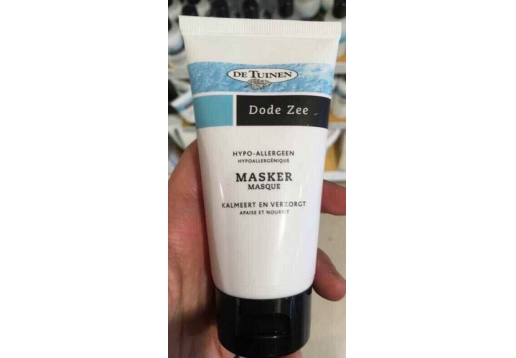 DE TUINEN
Dode Zee
HYPO-ALLERGEEN
HYPOALLERGÉNIQUE
MASKER
MASQUE
KALMEERT EN VERZORGT
APAISE ET NOURRIT